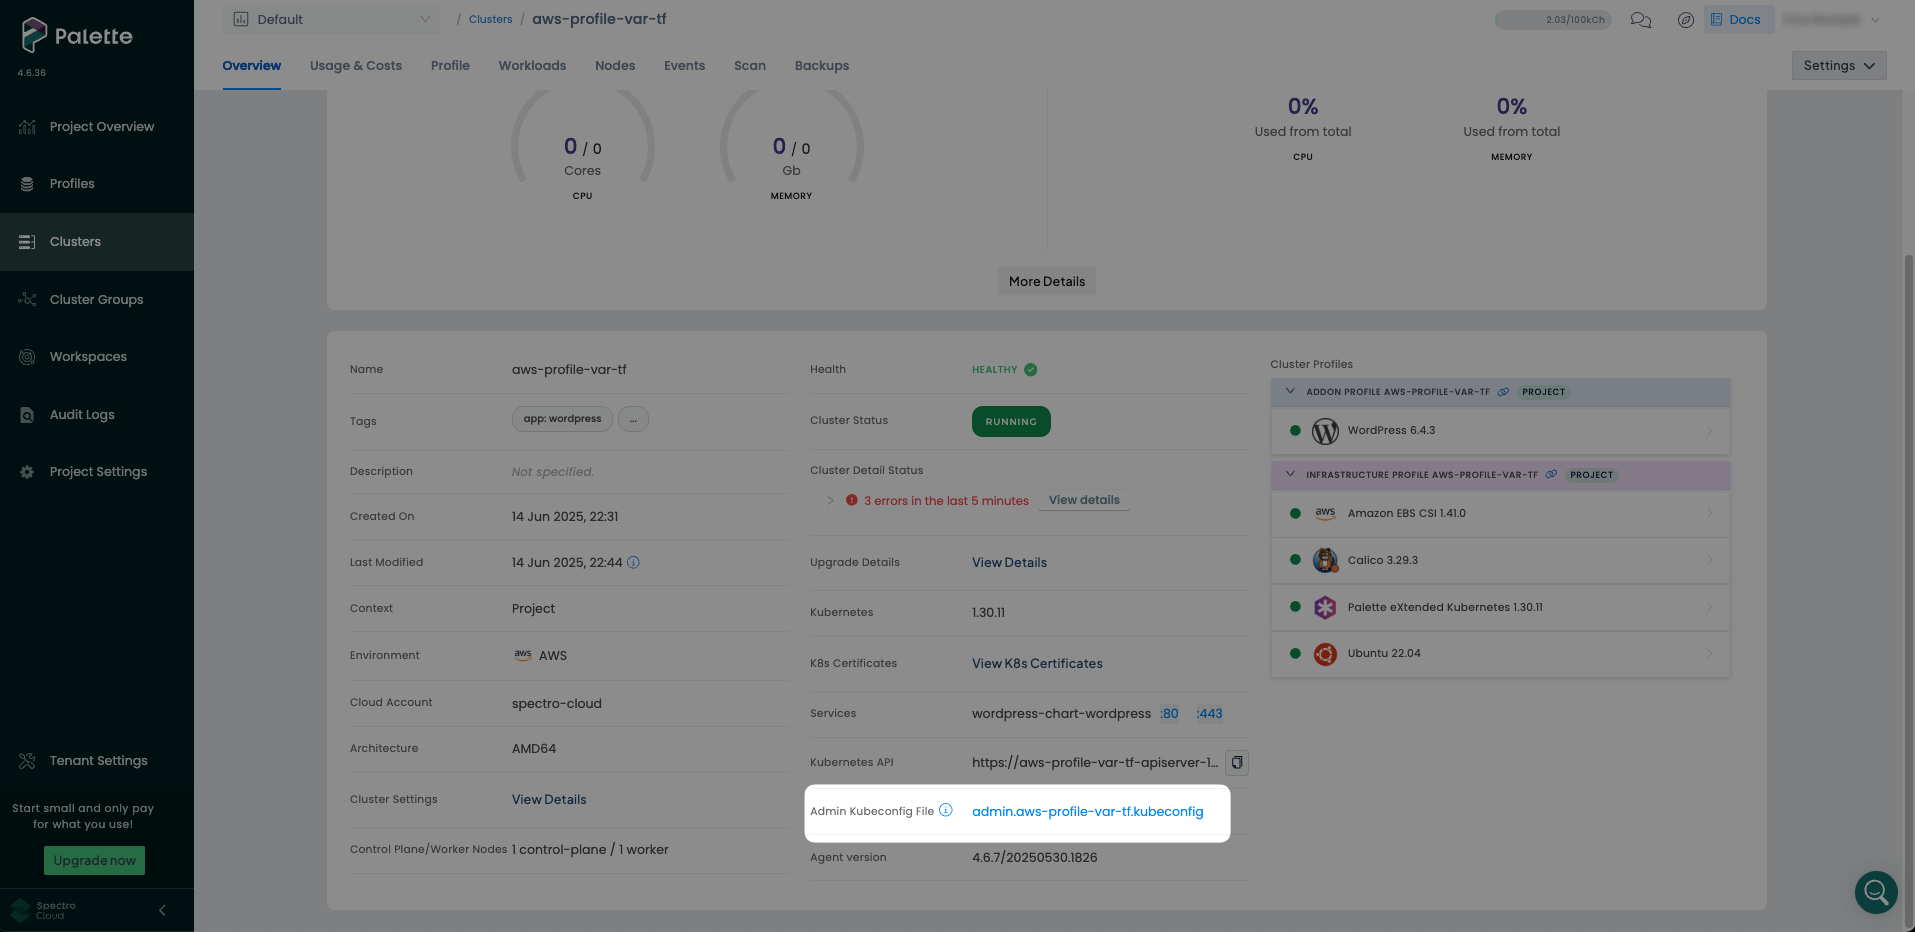 Palette
4.6.36
Project Overview
Profiles
Clusters
Cluster Groups
Workspaces
Audit Logs
Project Settings
Tenant Settings
Start small and only pay
for what you use!
Upgrade now
Spectro
Cloud
Default
/ Clusters / aws-profile-var-tf
2.03/100kCh
Docs
Overview Usage & Costs Profile Workloads Nodes Events Scan Backups
Settings
0 / 0
Cores
CPU
0 / 0
Gb
MEMORY
0%
Used from total
CPU
0%
Used from total
MEMORY
More Details
Name aws-profile-var-tf
Tags app: wordpress ...
Description Not specified.
Created On 14 Jun 2025, 22:31
Last Modified 14 Jun 2025, 22:44
Context Project
Environment aws AWS
Cloud Account spectro-cloud
Architecture AMD64
Cluster Settings View Details
Control Plane/Worker Nodes 1 control-plane / 1 worker
Health HEALTHY
Cluster Status RUNNING
Cluster Detail Status
3 errors in the last 5 minutes View details
Upgrade Details View Details
Kubernetes 1.30.11
K8s Certificates View K8s Certificates
Services wordpress-chart-wordpress :80 :443
Kubernetes API https://aws-profile-var-tf-apiserver-1...
Admin Kubeconfig File admin.aws-profile-var-tf.kubeconfig
Agent version 4.6.7/20250530.1826
Cluster Profiles
ADDON PROFILE AWS-PROFILE-VAR-TF PROJECT
WordPress 6.4.3
INFRASTRUCTURE PROFILE AWS-PROFILE-VAR-TF PROJECT
aws Amazon EBS CSI 1.41.0
Calico 3.29.3
Palette eXtended Kubernetes 1.30.11
Ubuntu 22.04